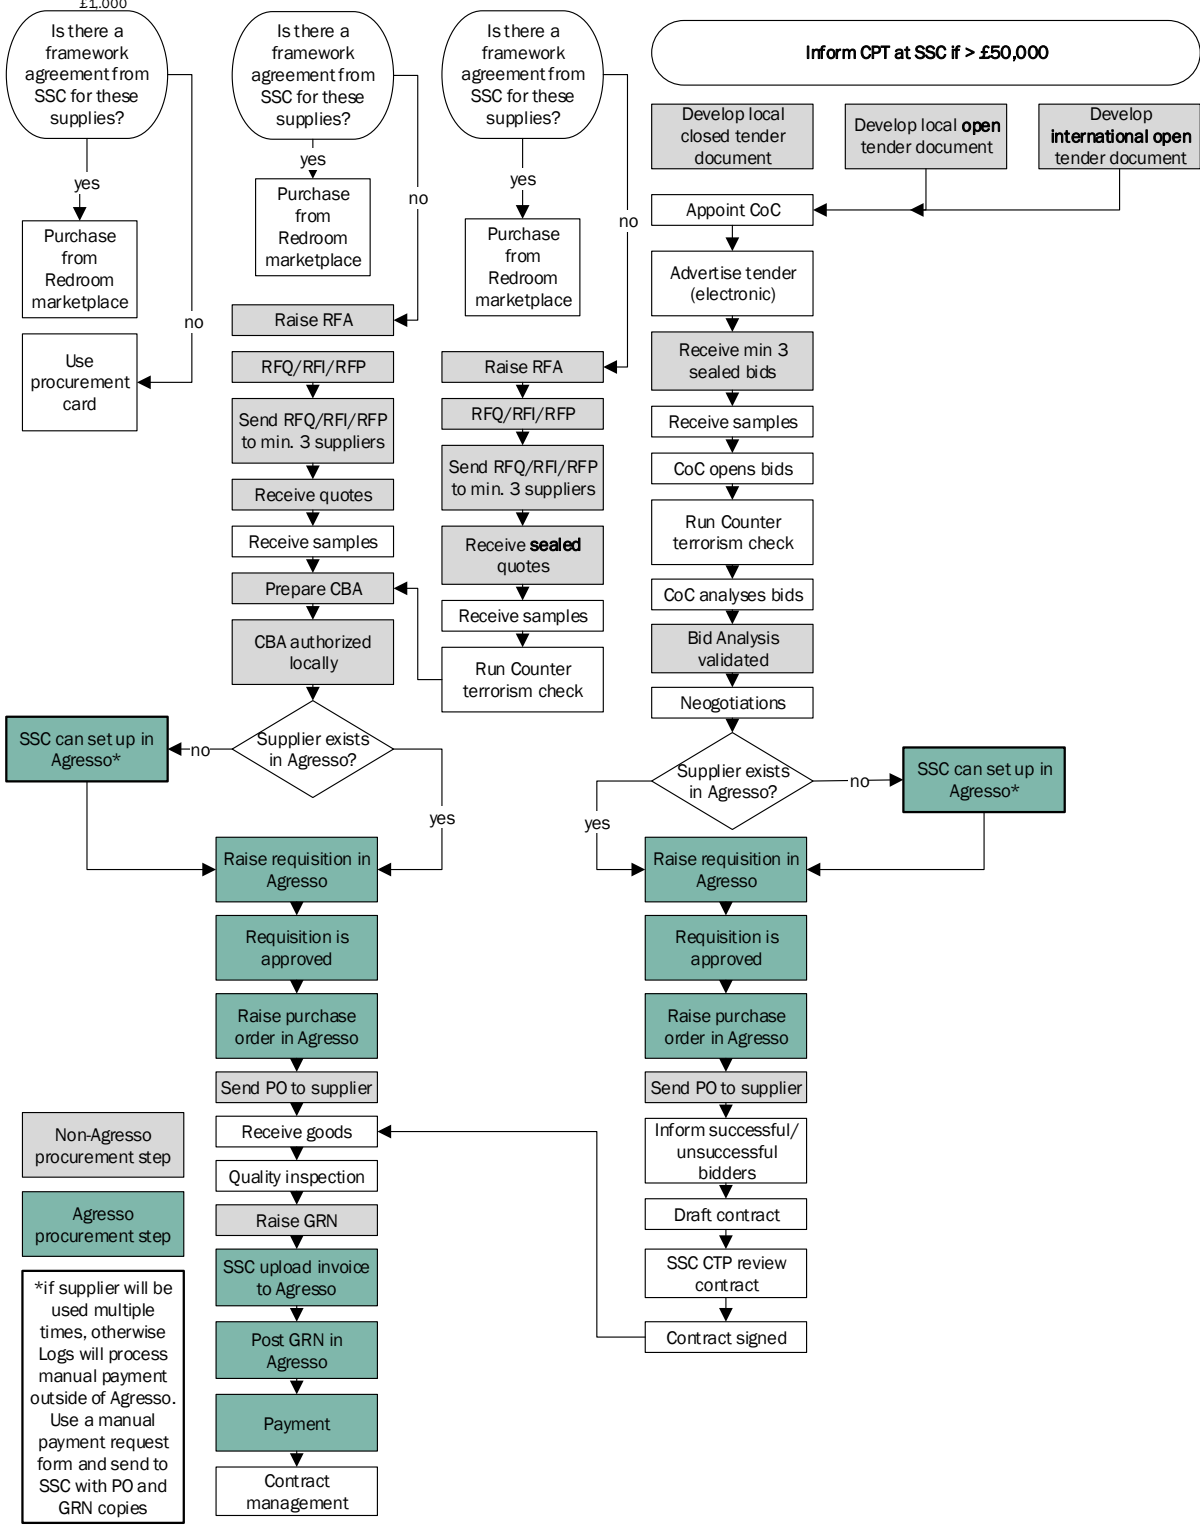 £1,000
Is there a
framework
agreement from
SSC for these
supplies?
yes
no
Purchase
from
Redroom
marketplace
Use
procurement
card
Is there a
framework
agreement from
SSC for these
supplies?
yes
no
Purchase
from
Redroom
marketplace
Raise RFA
RFQ/RFI/RFP
Send RFQ/RFI/RFP
to min. 3 suppliers
Receive quotes
Receive samples
Prepare CBA
CBA authorized
locally
Supplier exists
in Agresso?
no
yes
SSC can set up in
Agresso*
Is there a
framework
agreement from
SSC for these
supplies?
yes
no
Purchase
from
Redroom
marketplace
Raise RFA
RFQ/RFI/RFP
Send RFQ/RFI/RFP
to min. 3 suppliers
Receive sealed
quotes
Receive samples
Run Counter
terrorism check
Inform CPT at SSC if > £50,000
Develop local
closed tender
document
Develop local open
tender document
Develop
international open
tender document
Appoint CoC
Advertise tender
(electronic)
Receive min 3
sealed bids
Receive samples
CoC opens bids
Run Counter
terrorism check
CoC analyses bids
Bid Analysis
validated
Neogotiations
Supplier exists
in Agresso?
no
yes
SSC can set up in
Agresso*
Raise requisition in
Agresso
Requisition is
approved
Raise purchase
order in Agresso
Send PO to supplier
Receive goods
Quality inspection
Raise GRN
SSC upload invoice
to Agresso
Post GRN in
Agresso
Payment
Contract
management
Raise requisition in
Agresso
Requisition is
approved
Raise purchase
order in Agresso
Send PO to supplier
Inform successful/
unsuccessful
bidders
Draft contract
SSC CTP review
contract
Contract signed
Non-Agresso
procurement step
Agresso
procurement step
*if supplier will be
used multiple
times, otherwise
Logs will process
manual payment
outside of Agresso.
Use a manual
payment request
form and send to
SSC with PO and
GRN copies